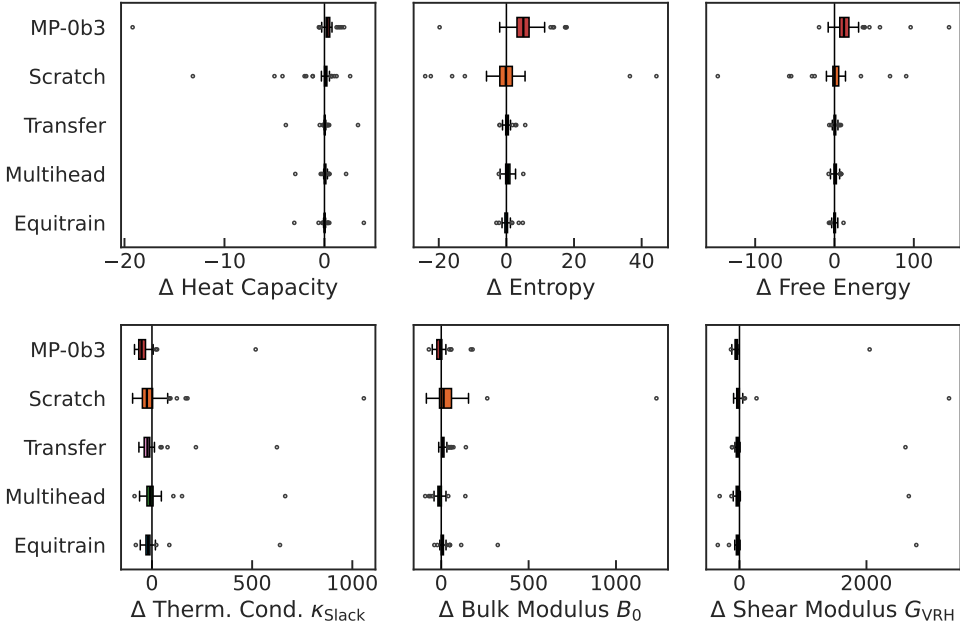 MP-0b3
Scratch
Transfer
Multihead
Equitrain
−20 −10 0
Δ Heat Capacity
−20 0 20 40
Δ Entropy
−100 0 100
Δ Free Energy
MP-0b3
Scratch
Transfer
Multihead
Equitrain
0 500 1000
Δ Therm. Cond. κSlack
0 500 1000
Δ Bulk Modulus B0
0 2000
Δ Shear Modulus GVRH